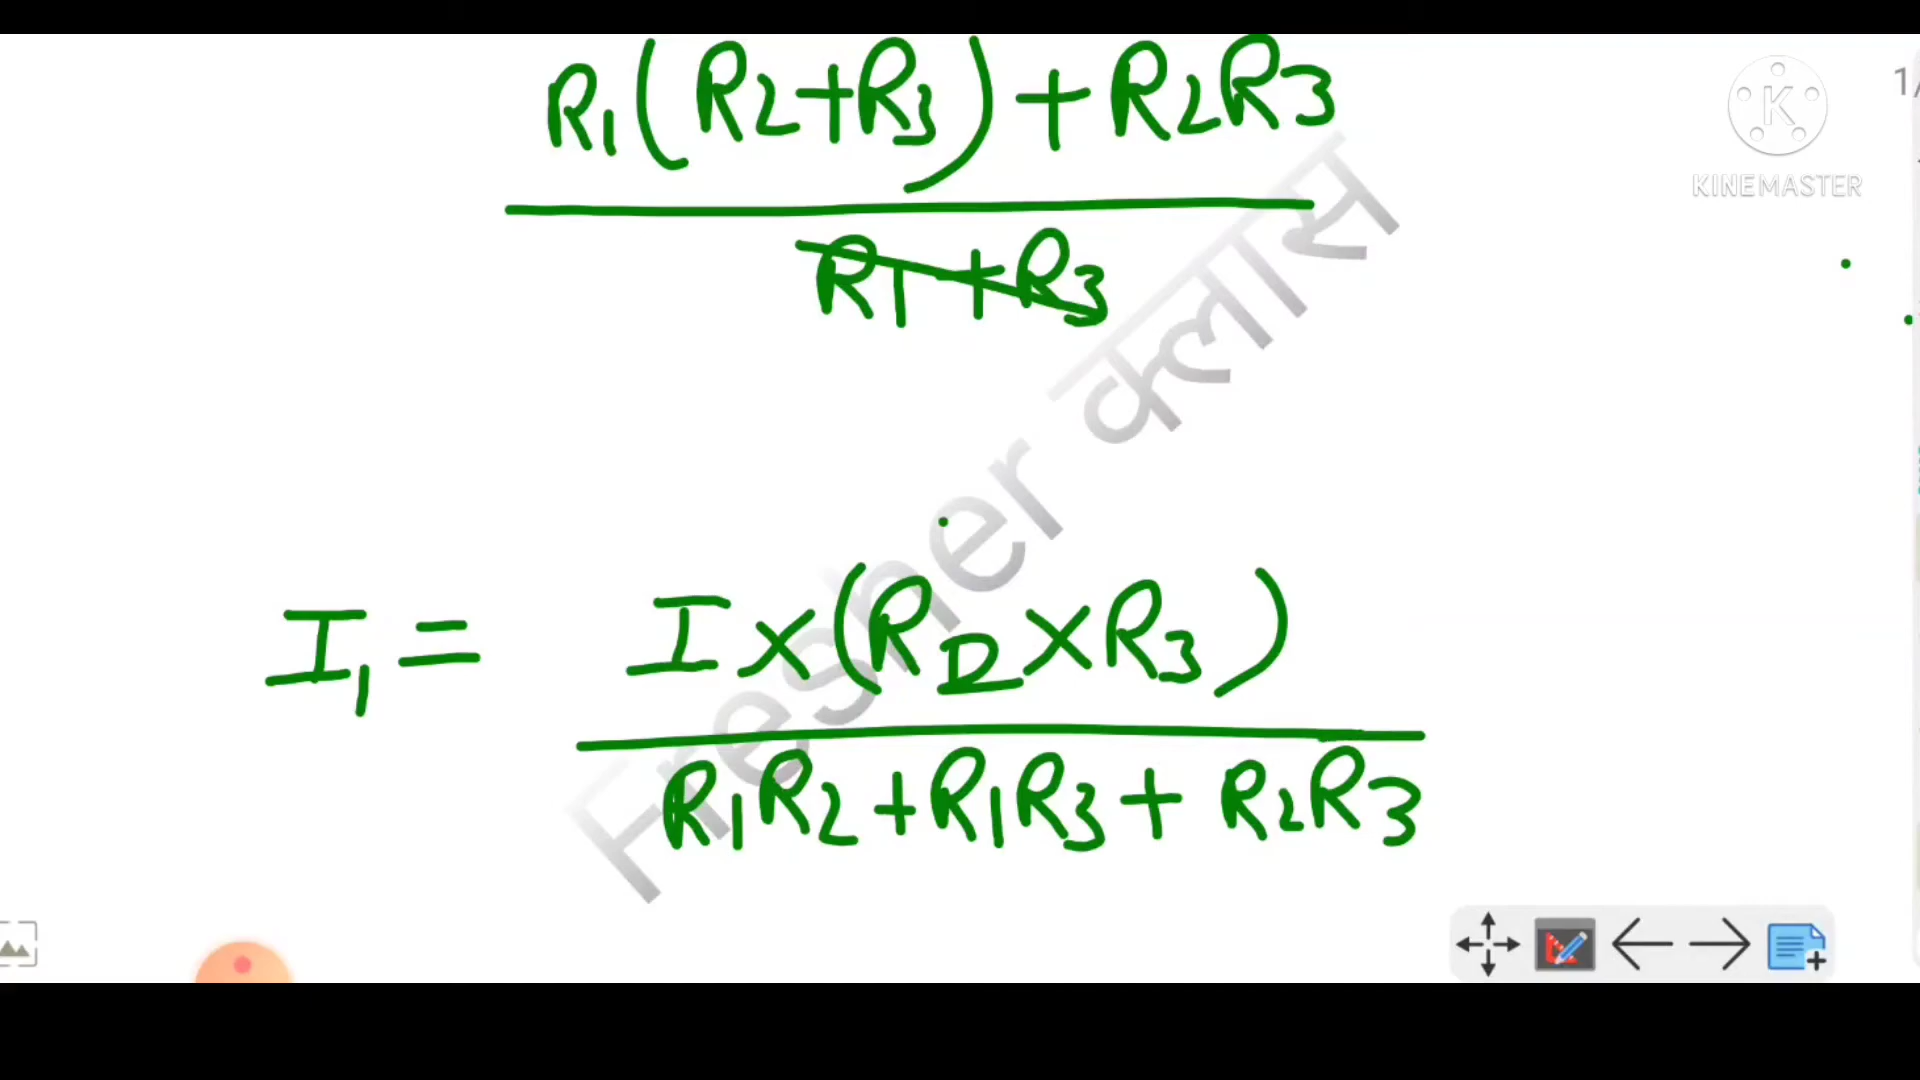 R1(R2+R3)+R2R3
R1+R3
I1= I×(R2×R3)
R1R2+R1R3+R2R3
Fresher क्लास
KINEMASTER